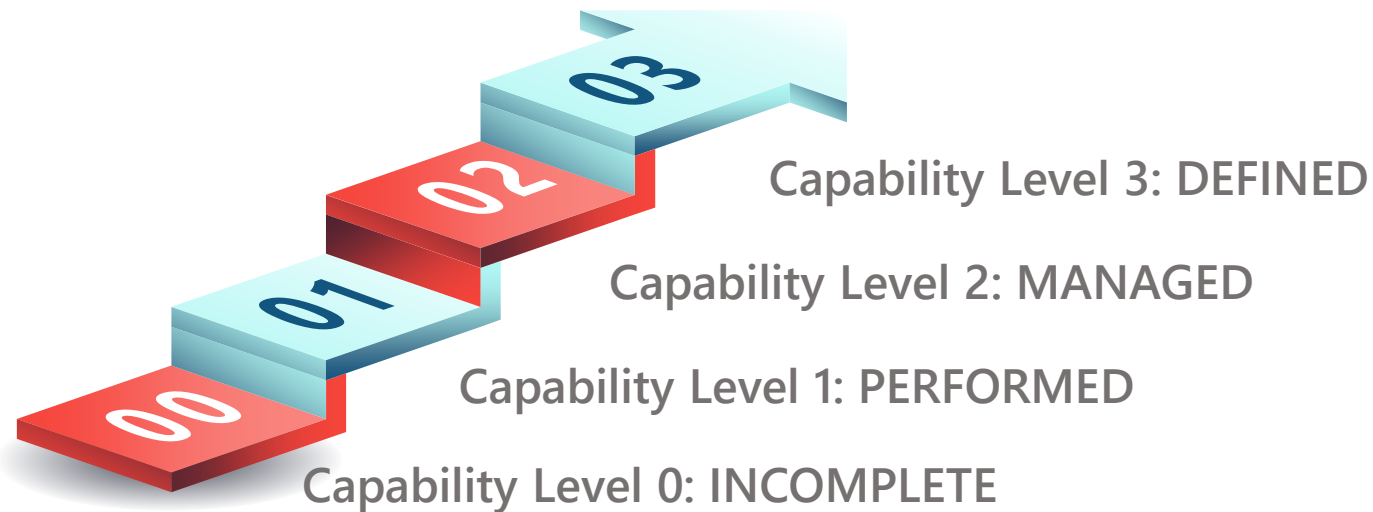 03
Capability Level 3: DEFINED
02
Capability Level 2: MANAGED
01
Capability Level 1: PERFORMED
00
Capability Level 0: INCOMPLETE